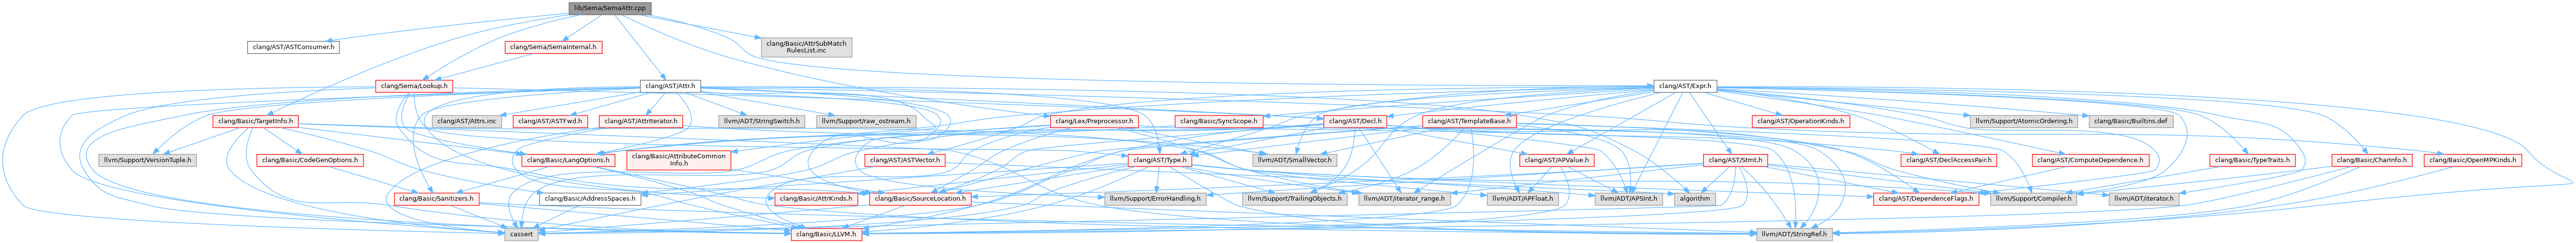 lib/Sema/SemaAttr.cpp
clang/AST/ASTConsumer.h
clang/Sema/SemaInternal.h
clang/Basic/AttrSubMatch
RulesList.inc
clang/Sema/Lookup.h
clang/AST/Attr.h
clang/AST/Expr.h
clang/Basic/TargetInfo.h
clang/AST/Attrs.inc
clang/AST/ASTFwd.h
clang/AST/AttrIterator.h
llvm/ADT/StringSwitch.h
llvm/Support/raw_ostream.h
clang/Lex/Preprocessor.h
clang/Basic/SyncScope.h
clang/AST/Decl.h
clang/AST/TemplateBase.h
clang/AST/OperationKinds.h
llvm/Support/AtomicOrdering.h
clang/Basic/Builtins.def
llvm/Support/VersionTuple.h
clang/Basic/CodeGenOptions.h
clang/Basic/LangOptions.h
clang/Basic/AttributeCommon
Info.h
clang/AST/ASTVector.h
clang/AST/Type.h
llvm/ADT/SmallVector.h
clang/AST/APValue.h
clang/AST/Stmt.h
clang/AST/DeclAccessPair.h
clang/AST/ComputeDependence.h
clang/Basic/TypeTraits.h
clang/Basic/CharInfo.h
clang/Basic/OpenMPKinds.h
clang/Basic/Sanitizers.h
clang/Basic/AddressSpaces.h
clang/Basic/AttrKinds.h
clang/Basic/SourceLocation.h
llvm/Support/ErrorHandling.h
llvm/Support/TrailingObjects.h
llvm/ADT/iterator_range.h
llvm/ADT/APFloat.h
llvm/ADT/APSInt.h
algorithm
clang/AST/DependenceFlags.h
llvm/Support/Compiler.h
llvm/ADT/iterator.h
cassert
clang/Basic/LLVM.h
llvm/ADT/StringRef.h